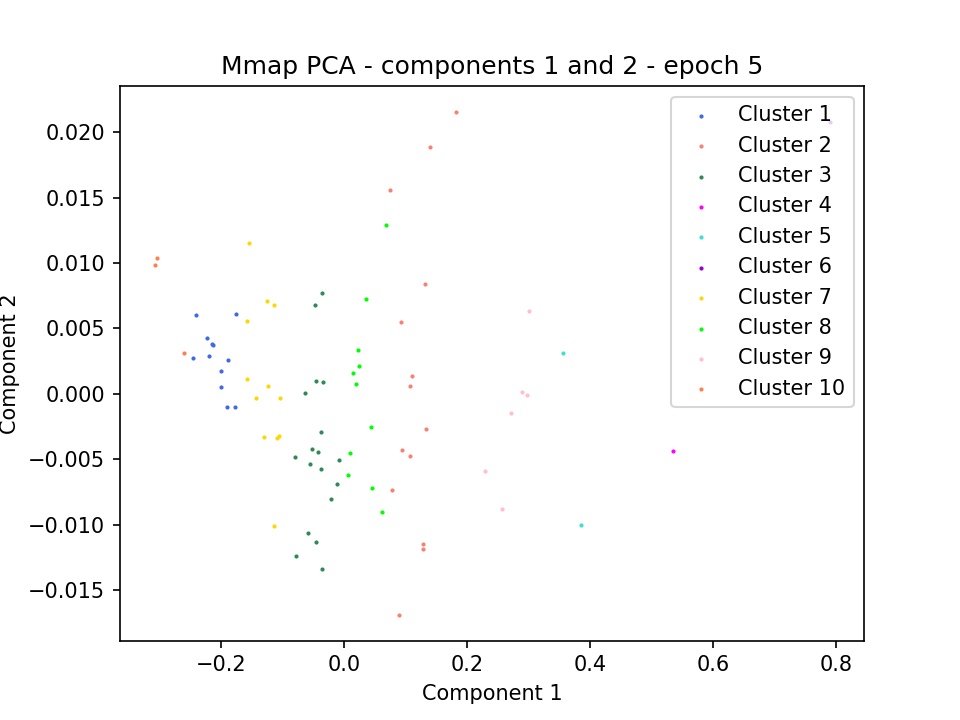 Mmap PCA - components 1 and 2 - epoch 5
Cluster 1
Cluster 2
Cluster 3
Cluster 4
Cluster 5
Cluster 6
Cluster 7
Cluster 8
Cluster 9
Cluster 10
0.020
0.015
0.010
0.005
0.000
−0.005
−0.010
−0.015
Component 2
−0.2
0.0
0.2
0.4
0.6
0.8
Component 1